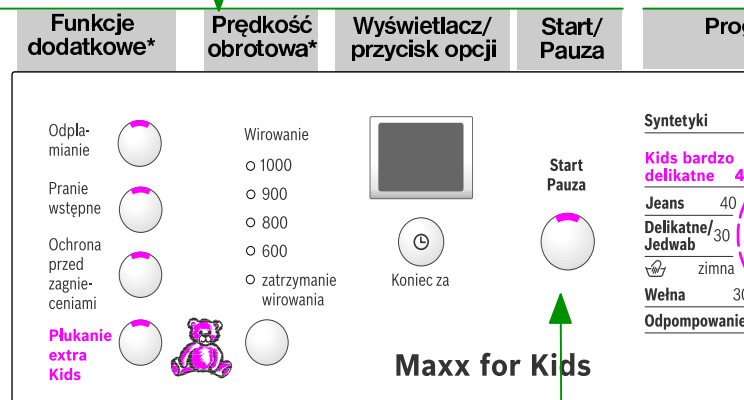 Funkcje
dodatkowe*
Prędkość
obrotowa*
Wyświetlacz/
przycisk opcji
Start/
Pauza
Odpla-
mianie
Pranie
wstępne
Ochrona
przed
zagnie-
ceniami
Płukanie
extra
Kids
Wirowanie
1000
900
800
600
zatrzymanie
wirowania
Koniec za
Start
Pauza
Maxx for Kids
Syntetyki
Kids bardzo
delikatne 4
Jeans 40
Delikatne/
Jedwab 30
zimna
Wełna 30
Odpompowanie